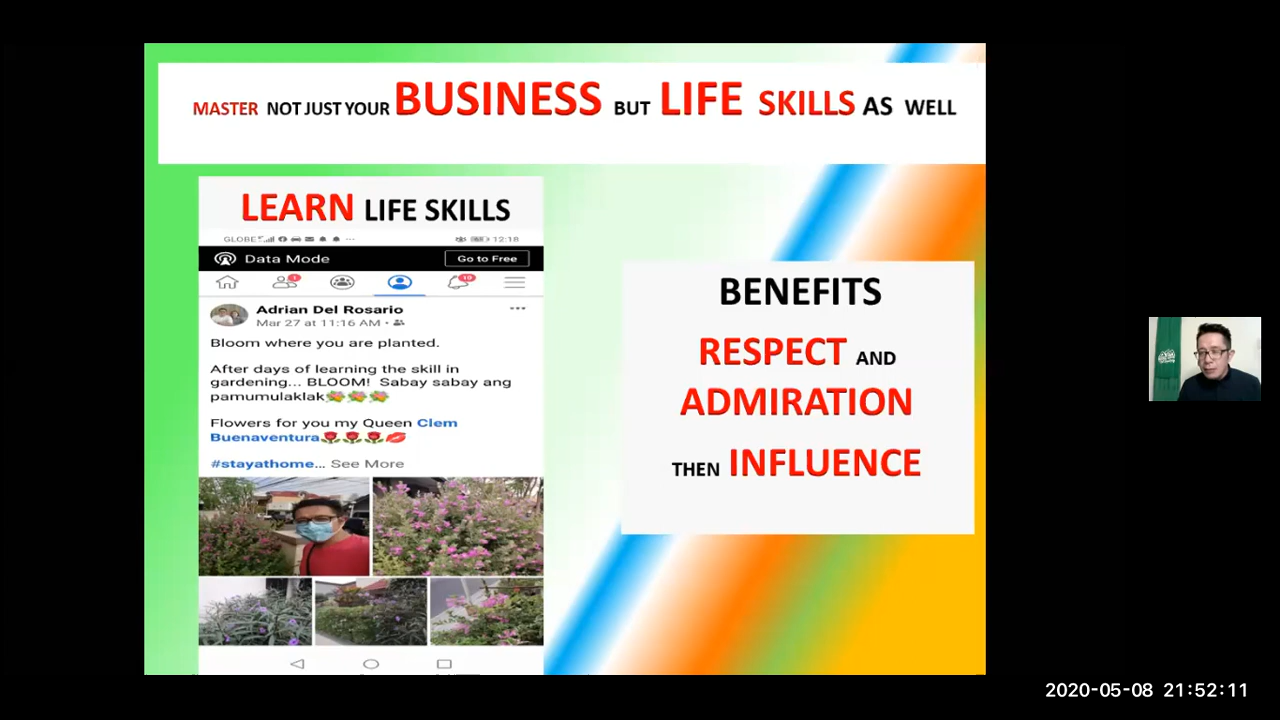 MASTER NOT JUST YOUR BUSINESS BUT LIFE SKILLS AS WELL
LEARN LIFE SKILLS
GLOBE 12:18
Data Mode
Go to Free
1
10
Adrian Del Rosario
Mar 27 at 11:16 AM •
Bloom where you are planted.
After days of learning the skill in
gardening... BLOOM! Sabay sabay ang
pamumulaklak💐💐💐
Flowers for you my Queen Clem
Buenaventura🌹🌹🌹💋
#stayathome... See More
BENEFITS
RESPECT AND
ADMIRATION
THEN INFLUENCE
2020-05-08 21:52:11